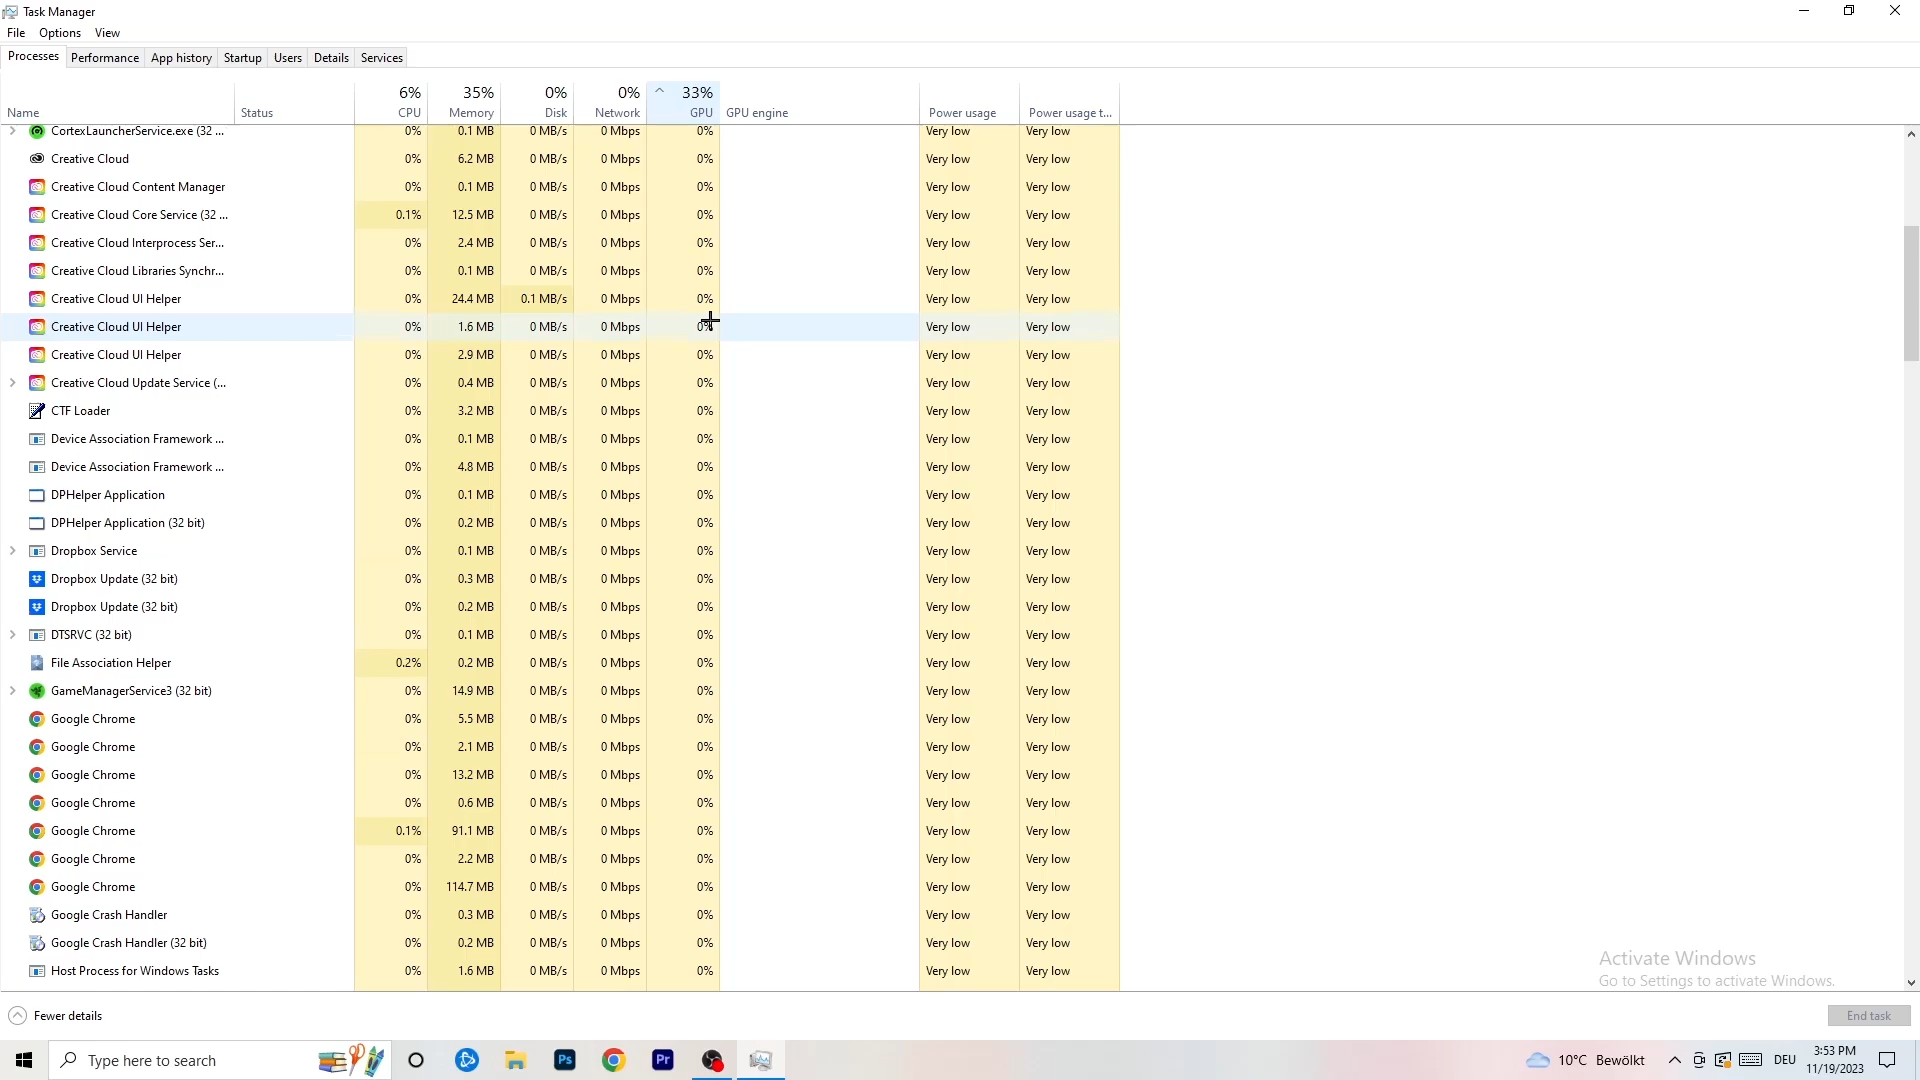 Task Manager
File Options View
Processes Performance App history Startup Users Details Services
6% 35% 0% 0% 33%
Name Status CPU Memory Disk Network GPU GPU engine Power usage Power usage t...
CortexLauncherService.exe (32 ... 0% 0.1 MB 0 MB/s 0 Mbps 0% Very low Very low
Creative Cloud 0% 6.2 MB 0 MB/s 0 Mbps 0% Very low Very low
Creative Cloud Content Manager 0% 0.1 MB 0 MB/s 0 Mbps 0% Very low Very low
Creative Cloud Core Service (32 ... 0.1% 12.5 MB 0 MB/s 0 Mbps 0% Very low Very low
Creative Cloud Interprocess Ser... 0% 2.4 MB 0 MB/s 0 Mbps 0% Very low Very low
Creative Cloud Libraries Synchr... 0% 0.1 MB 0 MB/s 0 Mbps 0% Very low Very low
Creative Cloud UI Helper 0% 24.4 MB 0.1 MB/s 0 Mbps 0% Very low Very low
Creative Cloud UI Helper 0% 1.6 MB 0 MB/s 0 Mbps 0% Very low Very low
Creative Cloud UI Helper 0% 2.9 MB 0 MB/s 0 Mbps 0% Very low Very low
Creative Cloud Update Service (... 0% 0.4 MB 0 MB/s 0 Mbps 0% Very low Very low
CTF Loader 0% 3.2 MB 0 MB/s 0 Mbps 0% Very low Very low
Device Association Framework ... 0% 0.1 MB 0 MB/s 0 Mbps 0% Very low Very low
Device Association Framework ... 0% 4.8 MB 0 MB/s 0 Mbps 0% Very low Very low
DPHelper Application 0% 0.1 MB 0 MB/s 0 Mbps 0% Very low Very low
DPHelper Application (32 bit) 0% 0.2 MB 0 MB/s 0 Mbps 0% Very low Very low
Dropbox Service 0% 0.1 MB 0 MB/s 0 Mbps 0% Very low Very low
Dropbox Update (32 bit) 0% 0.3 MB 0 MB/s 0 Mbps 0% Very low Very low
Dropbox Update (32 bit) 0% 0.2 MB 0 MB/s 0 Mbps 0% Very low Very low
DTSRVC (32 bit) 0% 0.1 MB 0 MB/s 0 Mbps 0% Very low Very low
File Association Helper 0.2% 0.2 MB 0 MB/s 0 Mbps 0% Very low Very low
GameManagerService3 (32 bit) 0% 14.9 MB 0 MB/s 0 Mbps 0% Very low Very low
Google Chrome 0% 5.5 MB 0 MB/s 0 Mbps 0% Very low Very low
Google Chrome 0% 2.1 MB 0 MB/s 0 Mbps 0% Very low Very low
Google Chrome 0% 13.2 MB 0 MB/s 0 Mbps 0% Very low Very low
Google Chrome 0% 0.6 MB 0 MB/s 0 Mbps 0% Very low Very low
Google Chrome 0.1% 91.1 MB 0 MB/s 0 Mbps 0% Very low Very low
Google Chrome 0% 2.2 MB 0 MB/s 0 Mbps 0% Very low Very low
Google Chrome 0% 114.7 MB 0 MB/s 0 Mbps 0% Very low Very low
Google Crash Handler 0% 0.3 MB 0 MB/s 0 Mbps 0% Very low Very low
Google Crash Handler (32 bit) 0% 0.2 MB 0 MB/s 0 Mbps 0% Very low Very low
Host Process for Windows Tasks 0% 1.6 MB 0 MB/s 0 Mbps 0% Very low Very low
Activate Windows
Go to Settings to activate Windows.
Fewer details End task
Type here to search Ps Pr 10°C Bewölkt DEU 3:53 PM
11/19/2023